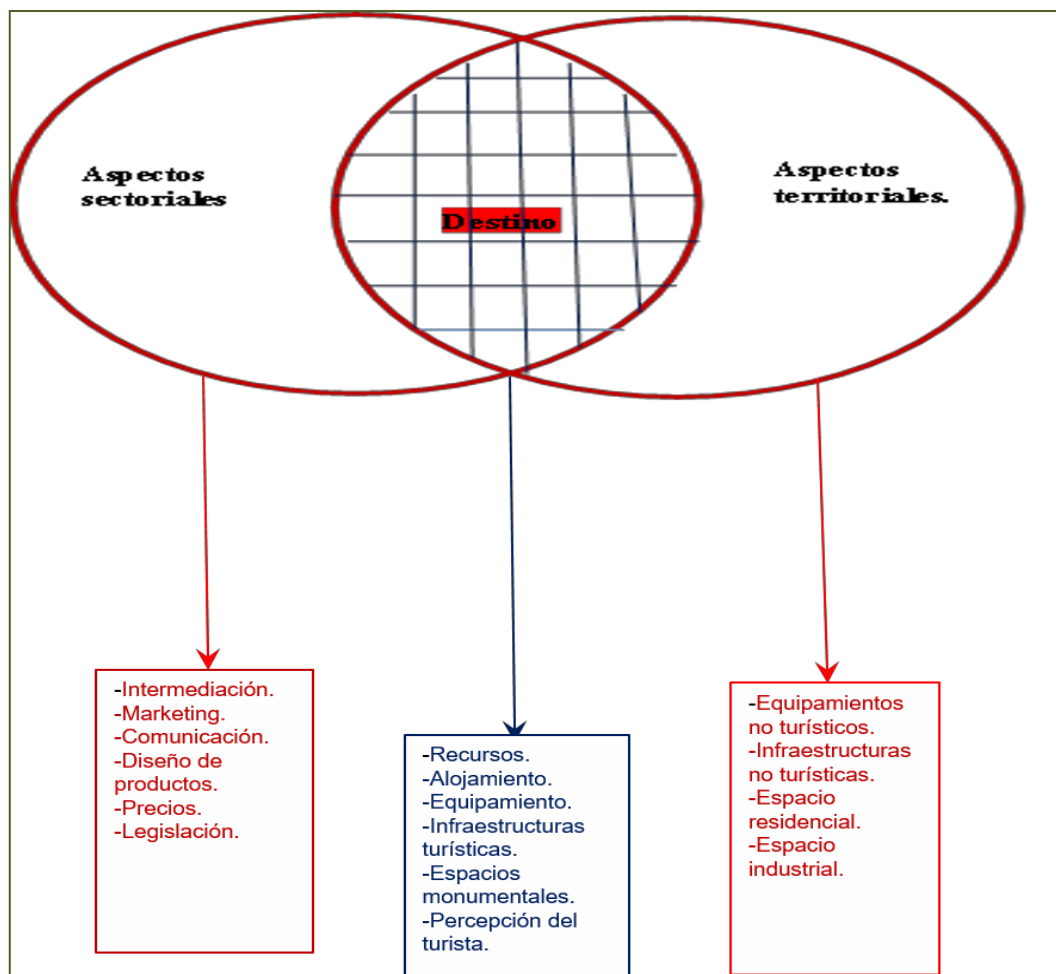 Aspectos
sectoriales
Destino
Aspectos
territoriales.
-Intermediación.
-Marketing.
-Comunicación.
-Diseño de
productos.
-Precios.
-Legislación.
-Recursos.
-Alojamiento.
-Equipamiento.
-Infraestructuras
turísticas.
-Espacios
monumentales.
-Percepción del
turista.
-Equipamientos
no turísticos.
-Infraestructuras
no turísticas.
-Espacio
residencial.
-Espacio
industrial.